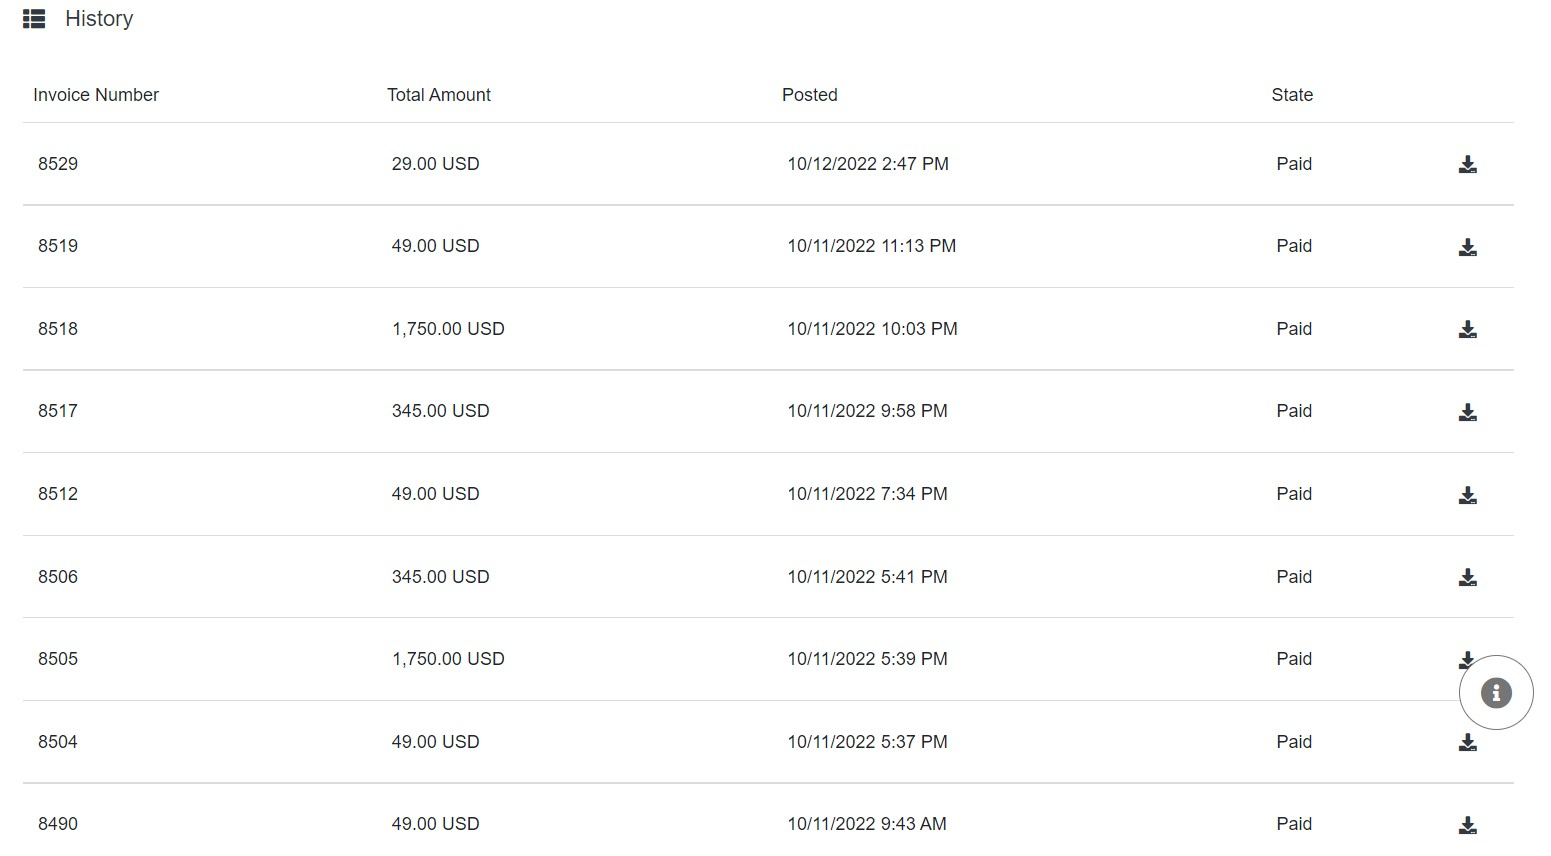 History
Invoice Number Total Amount Posted State
8529 29.00 USD 10/12/2022 2:47 PM Paid
8519 49.00 USD 10/11/2022 11:13 PM Paid
8518 1,750.00 USD 10/11/2022 10:03 PM Paid
8517 345.00 USD 10/11/2022 9:58 PM Paid
8512 49.00 USD 10/11/2022 7:34 PM Paid
8506 345.00 USD 10/11/2022 5:41 PM Paid
8505 1,750.00 USD 10/11/2022 5:39 PM Paid
8504 49.00 USD 10/11/2022 5:37 PM Paid
8490 49.00 USD 10/11/2022 9:43 AM Paid